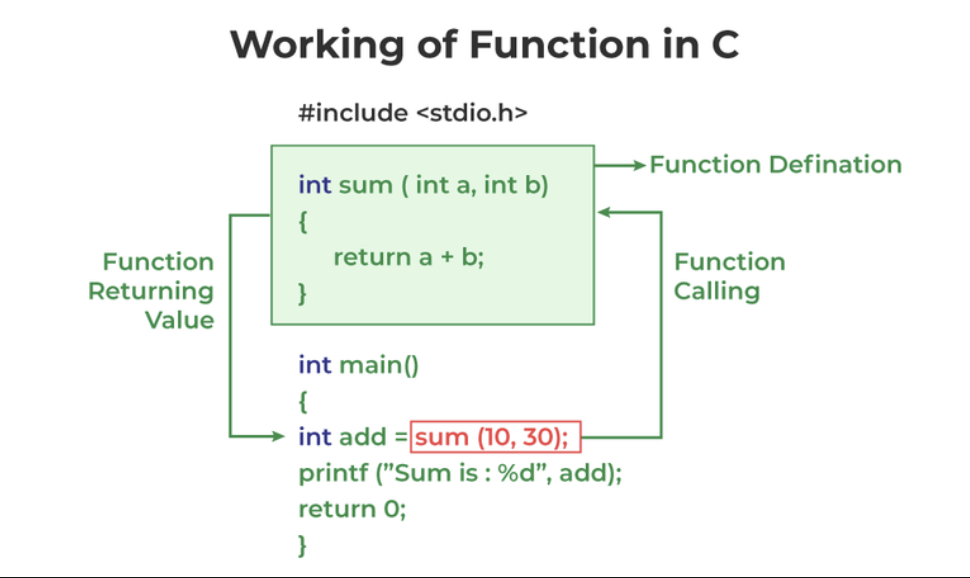 Working of Function in C
#include <stdio.h>
int sum ( int a, int b)
{
return a + b;
}
Function Defination
Function
Returning
Value
Function
Calling
int main()
{
int add = sum (10, 30);
printf (”Sum is : %d”, add);
return 0;
}